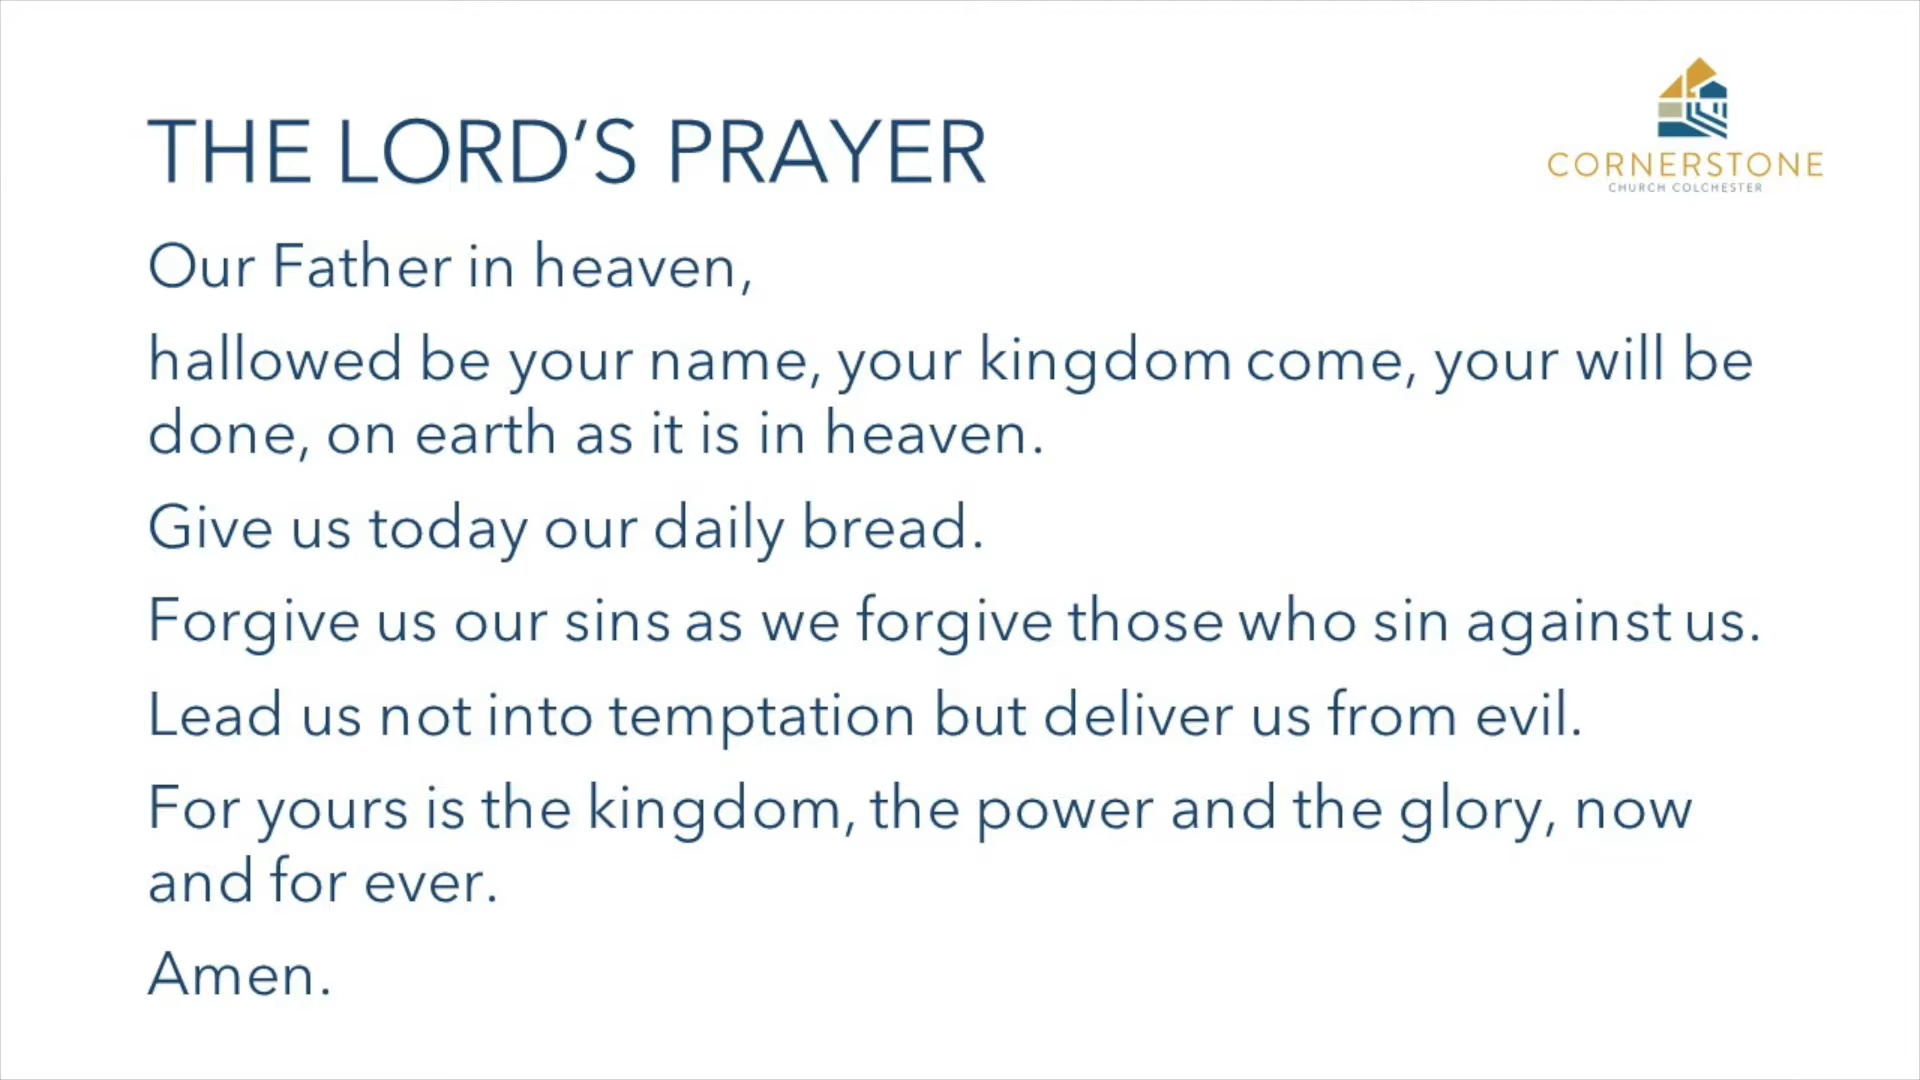 THE LORD’S PRAYER
CORNERSTONE
CHURCH COLCHESTER
Our Father in heaven,
hallowed be your name, your kingdom come, your will be
done, on earth as it is in heaven.
Give us today our daily bread.
Forgive us our sins as we forgive those who sin against us.
Lead us not into temptation but deliver us from evil.
For yours is the kingdom, the power and the glory, now
and for ever.
Amen.